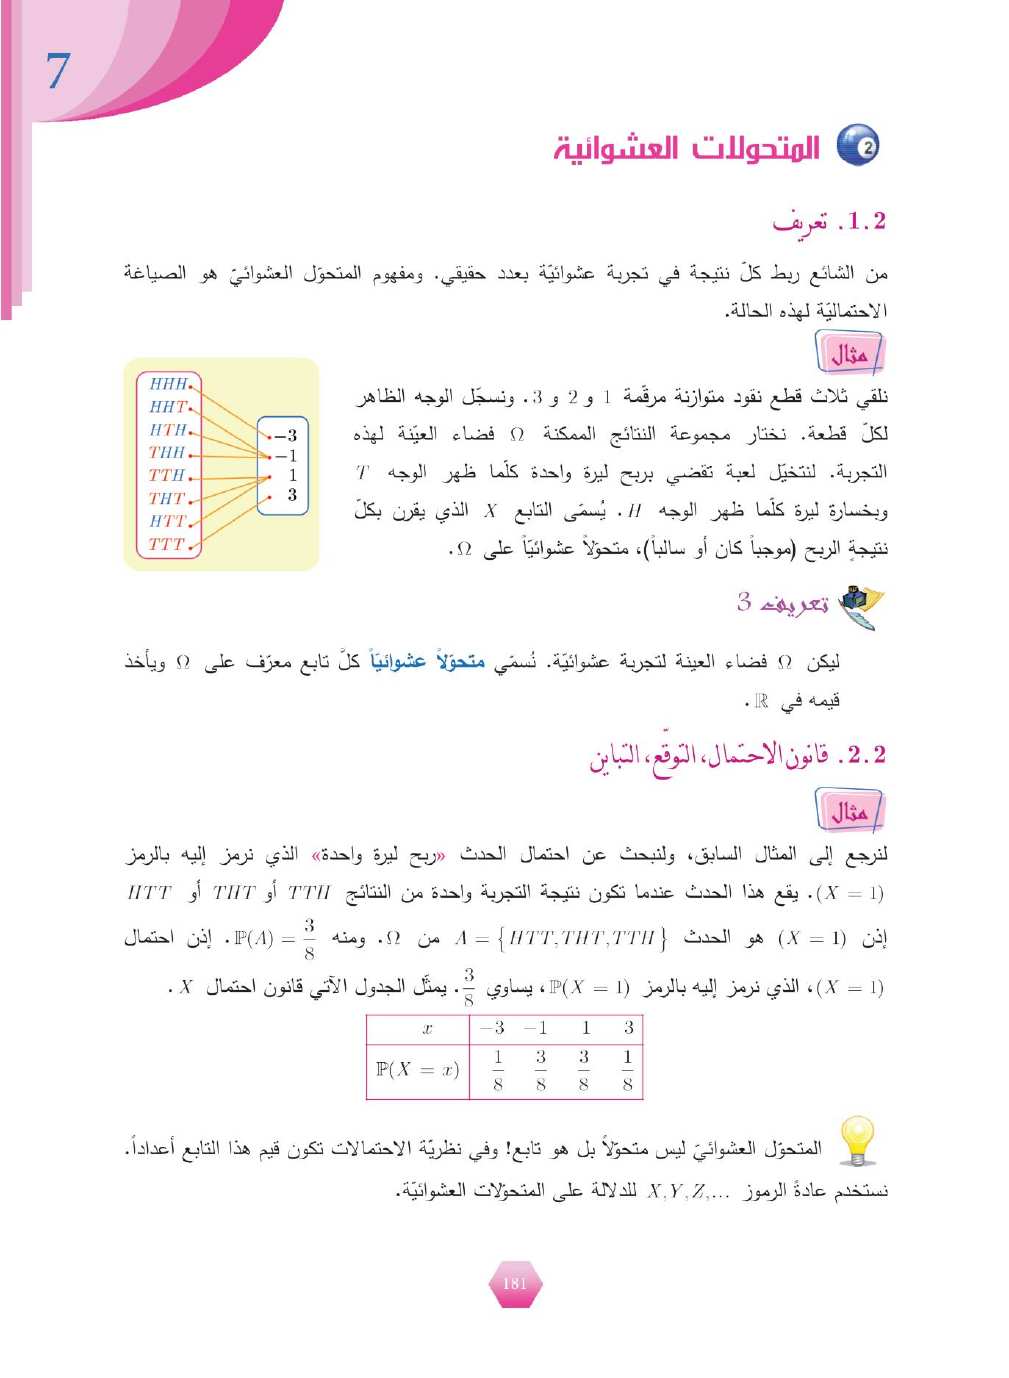 7
2 المتحولات العشوائية
1.2. تعريف
من الشائع ربط كلّ نتيجة في تجربة عشوائيّة بعدد حقيقي. ومفهوم المتحوّل العشوائيّ هو الصياغة
الاحتماليّة لهذه الحالة.
مثال
نلقي ثلاث قطع نقود متوازنة مرقّمة 1 و 2 و 3. ونسجّل الوجه الظاهر
لكلّ قطعة. نختار مجموعة النتائج الممكنة Ω فضاء العيّنة لهذه
التجربة. لنتخيّل لعبة تقضي بربح ليرة واحدة كلّما ظهر الوجه T
وبخسارة ليرة كلّما ظهر الوجه H. يُسمّى التابع X الذي يقرن بكلّ
نتيجةٍ الربح (موجباً كان أو سالباً)، متحوّلاً عشوائيّاً على Ω.
HHH
HHT
HTH
THH
TTH
THT
HTT
TTT
−3
−1
1
3
تعريف 3
ليكن Ω فضاء العينة لتجربة عشوائيّة. نُسمّي متحوّلاً عشوائيّاً كلَّ تابع معرّف على Ω ويأخذ
قيمه في ℝ.
2.2. قانون الاحتمال، التوقّع، التباين
مثال
لنرجع إلى المثال السابق، ولنبحث عن احتمال الحدث «ربح ليرة واحدة» الذي نرمز إليه بالرمز
(X = 1). يقع هذا الحدث عندما تكون نتيجة التجربة واحدة من النتائج TTH أو THT أو HTT
إذن (X = 1) هو الحدث A = {HTT,THT,TTH} من Ω. ومنه ℙ(A) = 3/8. إذن احتمال
(X = 1)، الذي نرمز إليه بالرمز ℙ(X = 1)، يساوي 3/8. يمثّل الجدول الآتي قانون احتمال X.
x −3 −1 1 3
ℙ(X = x) 1/8 3/8 3/8 1/8
المتحوّل العشوائيّ ليس متحوّلاً بل هو تابع! وفي نظريّة الاحتمالات تكون قيم هذا التابع أعداداً.
نستخدم عادةً الرموز X,Y,Z,... للدلالة على المتحوّلات العشوائيّة.
181